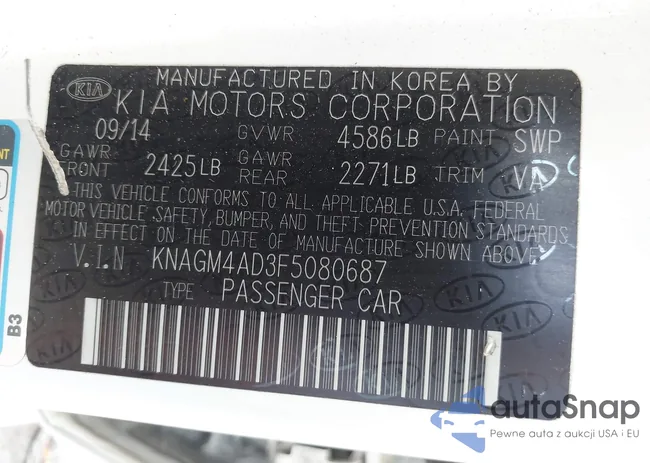 MANUFACTURED IN KOREA BY
KIA KIA MOTORS CORPORATION
09/14 GVWR 4586LB PAINT SWP
GAWR FRONT 2425LB GAWR REAR 2271LB TRIM VA
THIS VEHICLE CONFORMS TO ALL APPLICABLE U.S.A. FEDERAL
MOTOR VEHICLE SAFETY, BUMPER, AND THEFT PREVENTION STANDARDS
IN EFFECT ON THE DATE OF MANUFACTURE SHOWN ABOVE.
V.I.N KNAGM4AD3F5080687
TYPE PASSENGER CAR
B3
autoSnap
Pewne auta z aukcji USA i EU